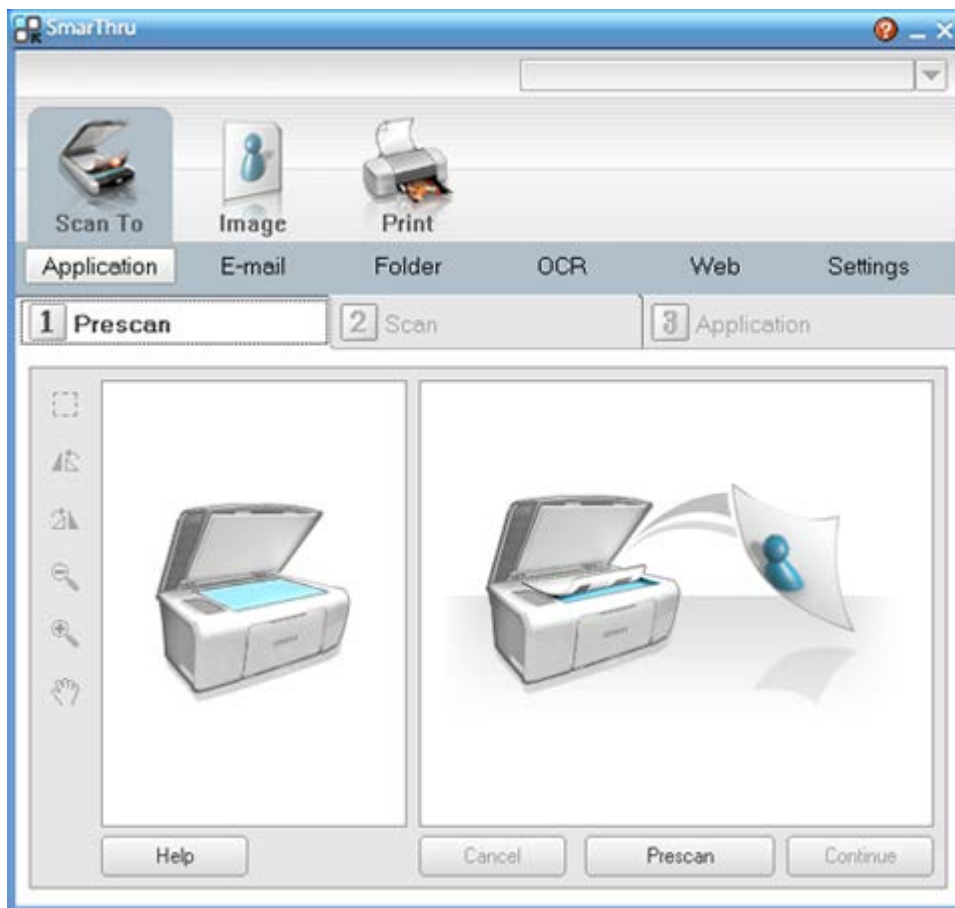 SmarThru
Scan To
Image
Print
Application
E-mail
Folder
OCR
Web
Settings
1 Prescan
2 Scan
3 Application
Help
Cancel
Prescan
Continue